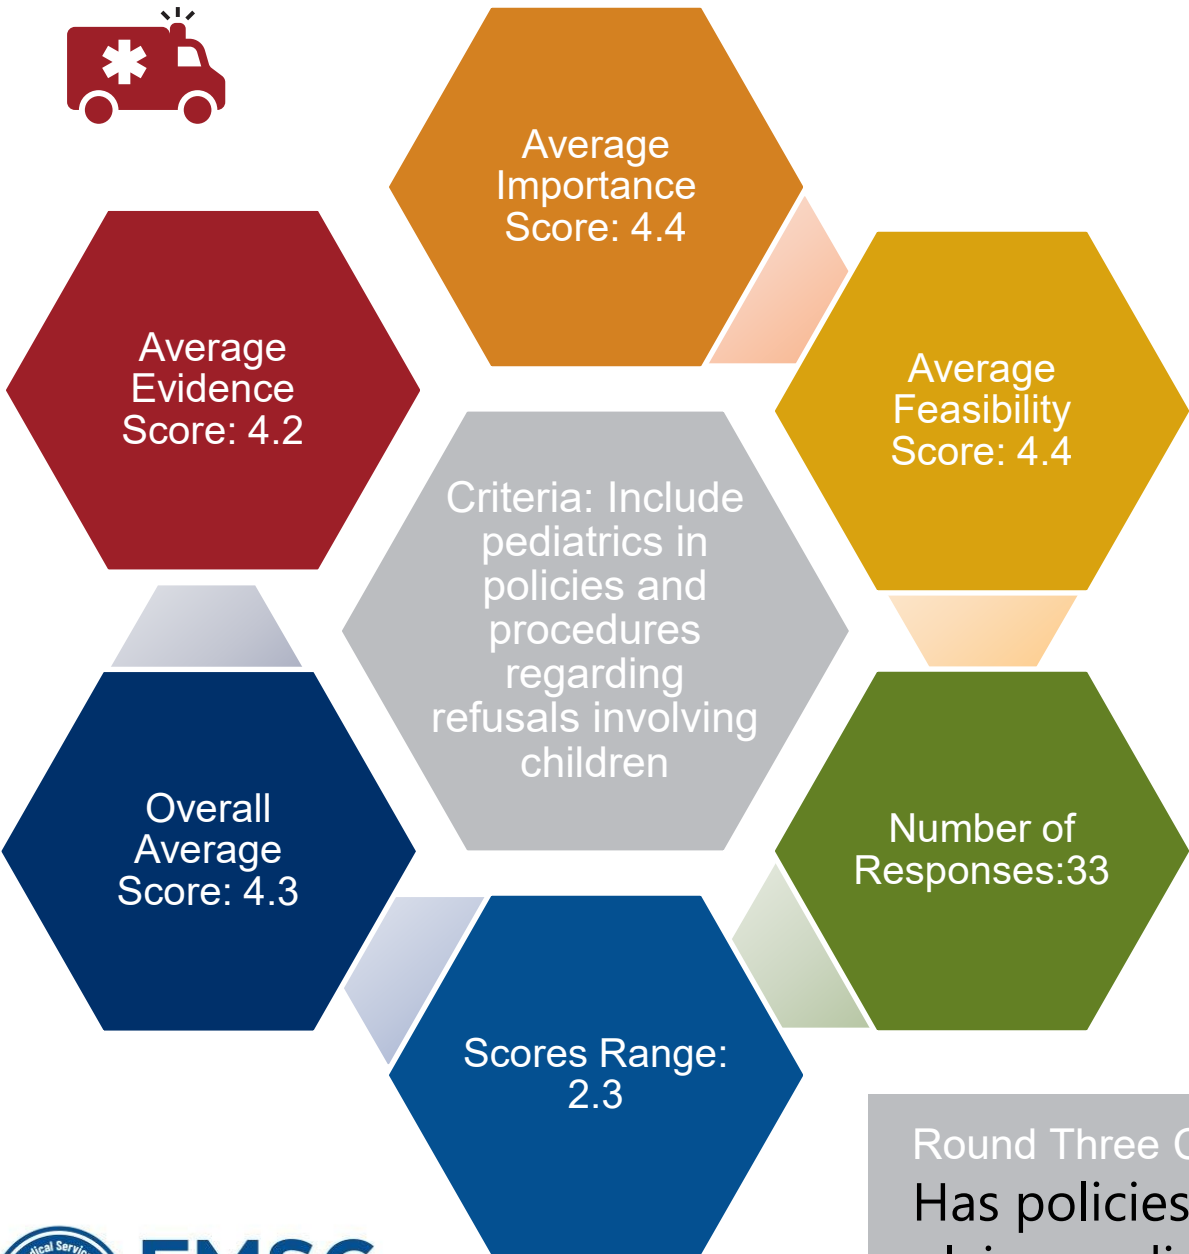 Average
Importance
Score: 4.4
Average
Evidence
Score: 4.2
Average
Feasibility
Score: 4.4
Criteria: Include
pediatrics in
policies and
procedures
regarding
refusals involving
children
Overall
Average
Score: 4.3
Number of
Responses:33
Scores Range:
2.3
Round Three
Has policies